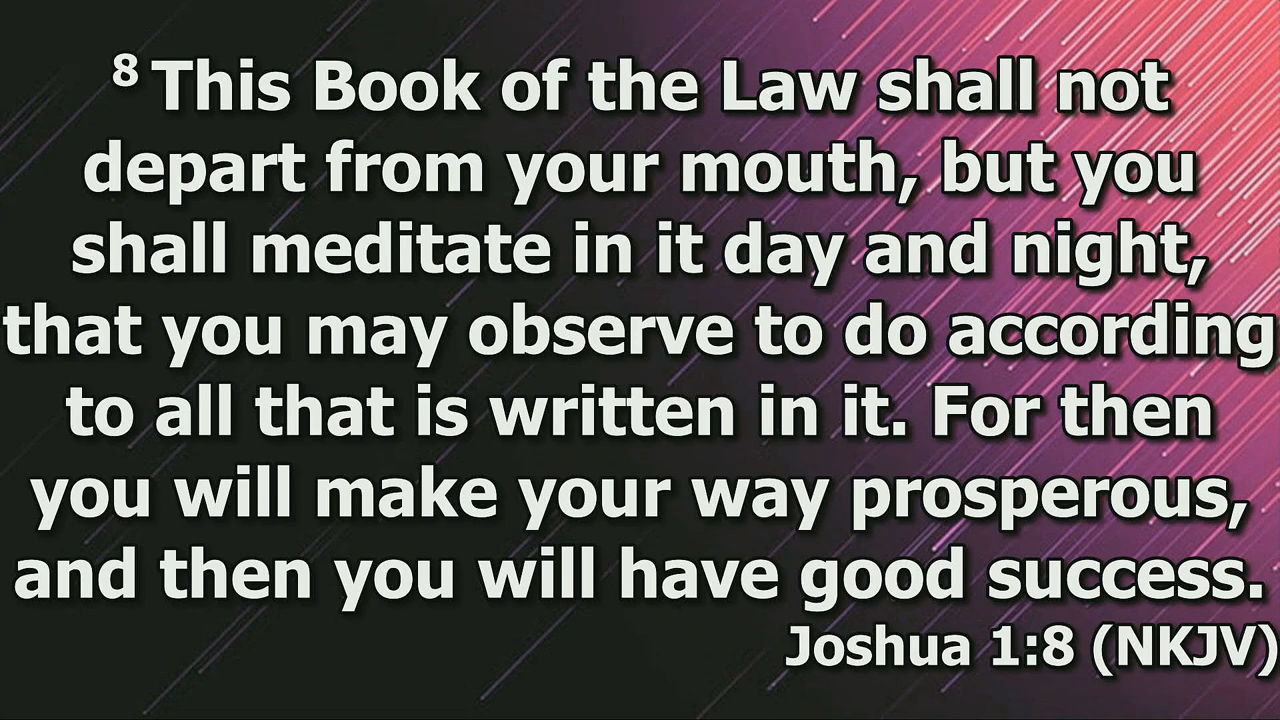 8 This Book of the Law shall not
depart from your mouth, but you
shall meditate in it day and night,
that you may observe to do according
to all that is written in it. For then
you will make your way prosperous,
and then you will have good success.
Joshua 1:8 (NKJV)